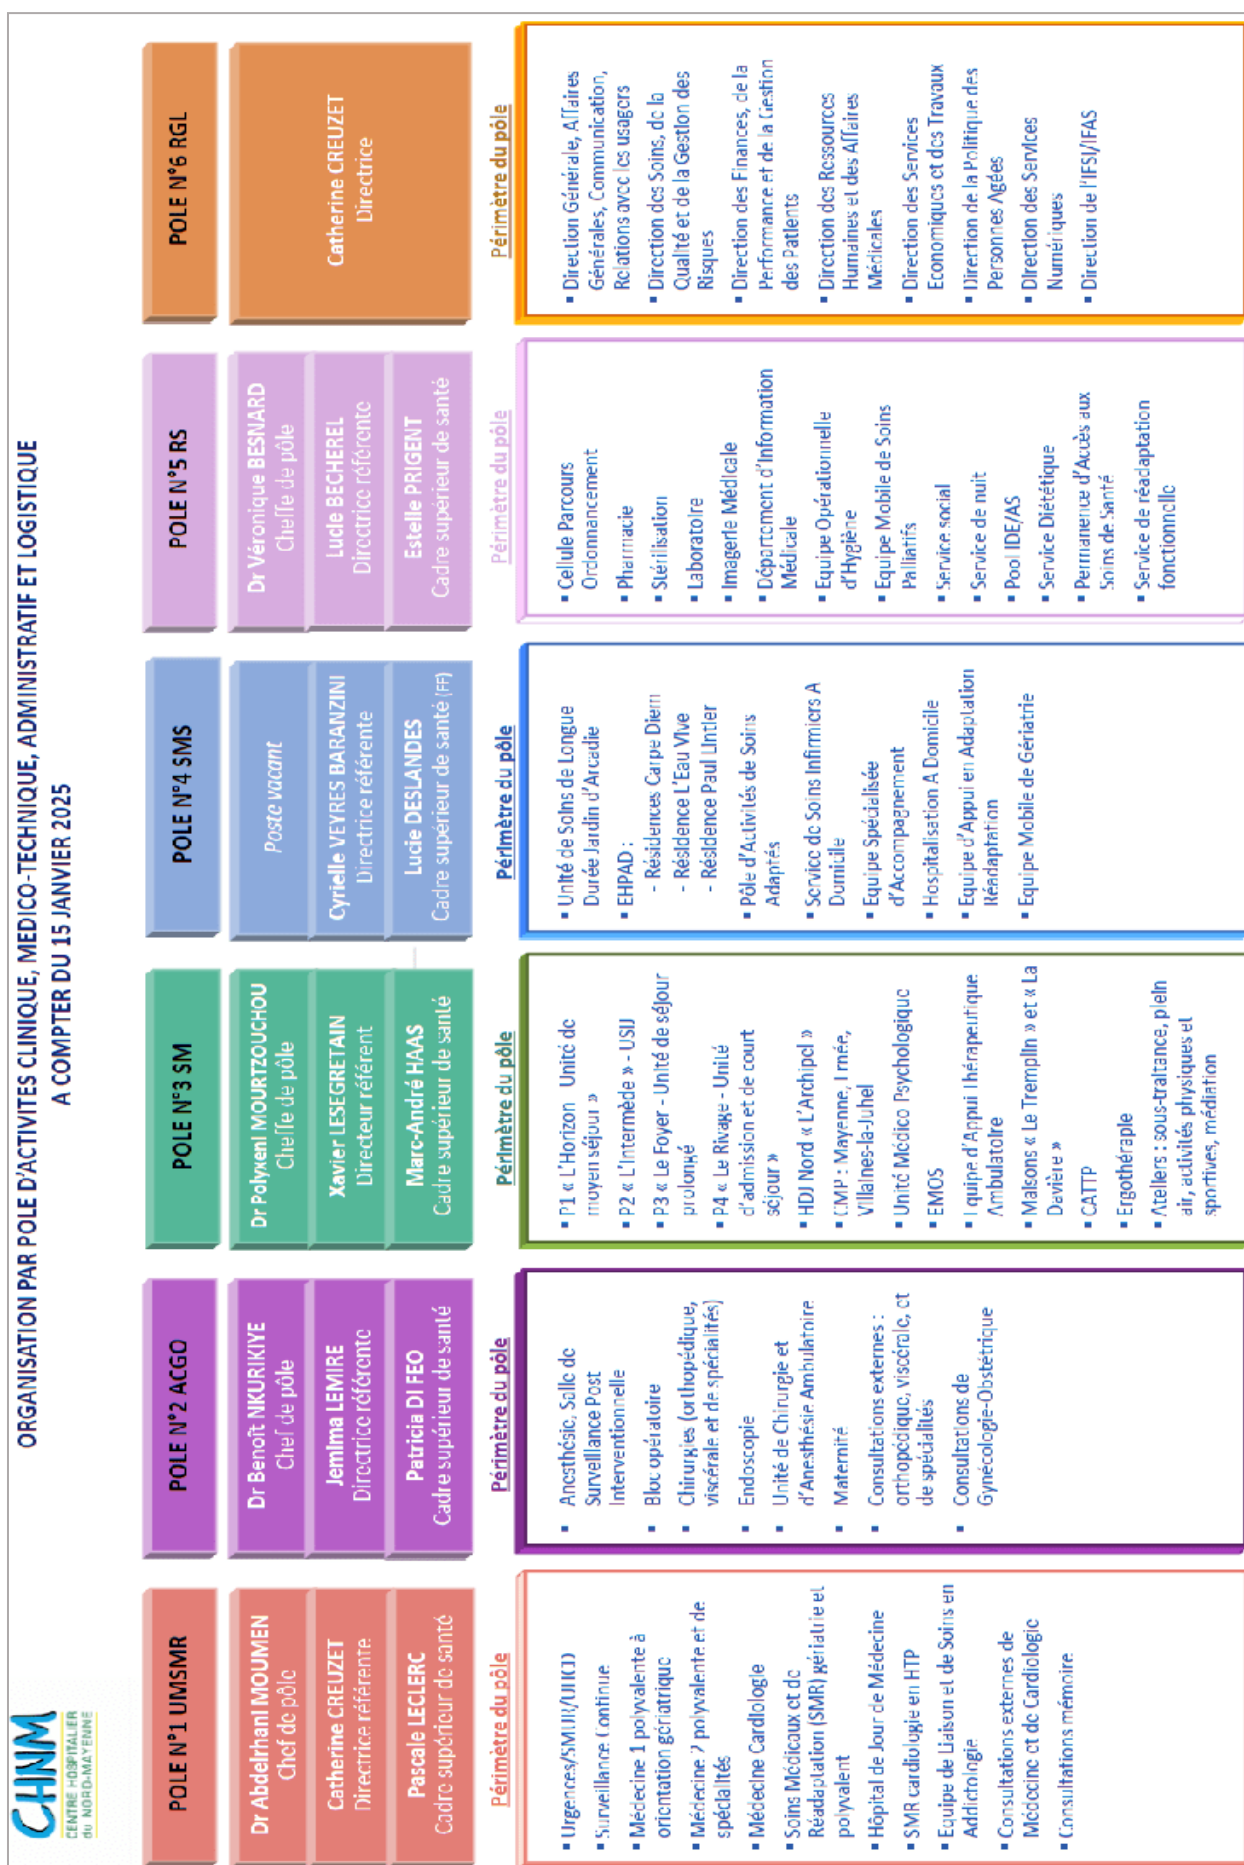 CHNM
CENTRE HOSPITALIER
du NORD-MAYENNE
ORGANISATION PAR POLE D'ACTIVITES CLINIQUE, MEDICO-TECHNIQUE, ADMINISTRATIF ET LOGISTIQUE
A COMPTER DU 15 JANVIER 2025
POLE N°1 UMSMR
Dr Abdelrhani MOUMEN
Chef de pôle
Catherine CREUZET
Directrice référente
Pascale LECLERC
Cadre supérieur de santé
Périmètre du pôle
▪ Urgences/SMUR/UHCD
▪ Surveillance Continue
▪ Médecine 1 polyvalente à
orientation gériatrique
▪ Médecine 2 polyvalente et de
spécialités
▪ Médecine Cardiologie
▪ Soins Médicaux et de
Réadaptation (SMR) gériatrie et
polyvalent
▪ Hôpital de Jour de Médecine
▪ SMR cardiologie en HTP
▪ Equipe de Liaison et de Soins en
Addictologie
▪ Consultations externes de
Médecine et de Cardiologie
▪ Consultations mémoire
POLE N°2 ACGO
Dr Benoît NKURIKIYE
Chef de pôle
Jemima LEMIRE
Directrice référente
Patricia DI FEO
Cadre supérieur de santé
Périmètre du pôle
▪ Anesthésie, Salle de
Surveillance Post
Interventionnelle
▪ Bloc opératoire
▪ Chirurgies (orthopédique,
viscérale et de spécialités)
▪ Endoscopie
▪ Unité de Chirurgie et
d'Anesthésie Ambulatoire
▪ Maternité
▪ Consultations externes :
orthopédique, viscérale, et
de spécialités
▪ Consultations de
Gynécologie-Obstétrique
POLE N°3 SM
Dr Polyxeni MOURTZOUCHOU
Cheffe de pôle
Xavier LESEGRETAIN
Directeur référent
Marc-André HAAS
Cadre supérieur de santé
Périmètre du pôle
▪ P1 « L'Horizon - Unité de
moyen séjour »
▪ P2 « L'Intermède » - USIJ
▪ P3 « Le Foyer - Unité de séjour
prolongé
▪ P4 « Le Rivage - Unité
d'admission et de court
séjour »
▪ HDJ Nord « L'Archipel »
▪ CMP : Mayenne, Ernée,
Villaines-la-Juhel
▪ Unité Médico Psychologique
▪ EMOS
▪ Equipe d'Appui Thérapeutique
Ambulatoire
▪ Maisons « Le Tremplin » et « La
Davière »
▪ CATTP
▪ Ergothérapie
▪ Ateliers : sous-traitance, plein
air, activités physiques et
sportives, médiation
POLE N°4 SMS
Poste vacant
Cyrielle VEYRES BARANZINI
Directrice référente
Lucie DESLANDES
Cadre supérieur de santé (FF)
Périmètre du pôle
▪ Unité de Soins de Longue
Durée Jardin d'Arcadie
▪ EHPAD :
- Résidences Carpe Diem
- Résidence L'Eau Vive
- Résidence Paul Lintier
▪ Pôle d'Activités de Soins
Adaptés
▪ Service de Soins Infirmiers A
Domicile
▪ Equipe Spécialisée
d'Accompagnement
▪ Hospitalisation A Domicile
▪ Equipe d'Appui en Adaptation
Réadaptation
▪ Equipe Mobile de Gériatrie
POLE N°5 RS
Dr Véronique BESNARD
Cheffe de pôle
Lucie BECHEREL
Directrice référente
Estelle PRIGENT
Cadre supérieur de santé
Périmètre du pôle
▪ Cellule Parcours
Ordonnancement
▪ Pharmacie
▪ Stérilisation
▪ Laboratoire
▪ Imagerie Médicale
▪ Département d'Information
Médicale
▪ Equipe Opérationnelle
d'Hygiène
▪ Equipe Mobile de Soins
Palliatifs
▪ Service social
▪ Service de nuit
▪ Pool IDE/AS
▪ Service Diététique
▪ Permanence d'Accès aux
Soins de Santé
▪ Service de réadaptation
fonctionnelle
POLE N°6 RGL
Catherine CREUZET
Directrice
Périmètre du pôle
▪ Direction Générale, Affaires
Générales, Communication,
Relations avec les usagers
▪ Direction des Soins, de la
Qualité et de la Gestion des
Risques
▪ Direction des Finances, de la
Performance et de la Gestion
des Patients
▪ Direction des Ressources
Humaines et des Affaires
Médicales
▪ Direction des Services
Economiques et des Travaux
▪ Direction de la Politique des
Personnes Agées
▪ Direction des Services
Numériques
▪ Direction de l'IFSI/IFAS